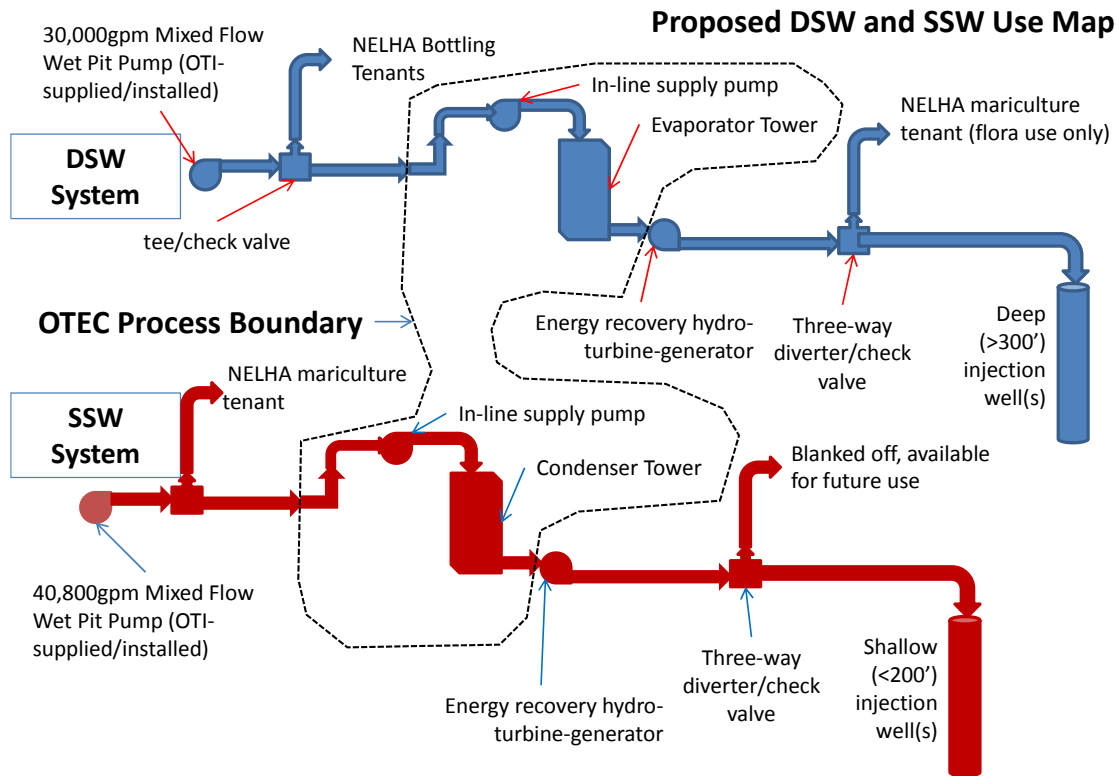 Proposed DSW and SSW Use Map
30,000gpm Mixed Flow
Wet Pit Pump (OTI-
supplied/installed)
NELHA Bottling
Tenants
In-line supply pump
Evaporator Tower
NELHA mariculture
tenant (flora use only)
DSW
System
tee/check valve
OTEC Process Boundary
Energy recovery hydro-
turbine-generator
Three-way
diverter/check
valve
Deep
(>300’)
injection
well(s)
NELHA mariculture
tenant
SSW
System
In-line supply pump
Condenser Tower
Blanked off, available
for future use
40,800gpm Mixed Flow
Wet Pit Pump (OTI-
supplied/installed)
Energy recovery hydro-
turbine-generator
Three-way
diverter/check
valve
Shallow
(<200’)
injection
well(s)